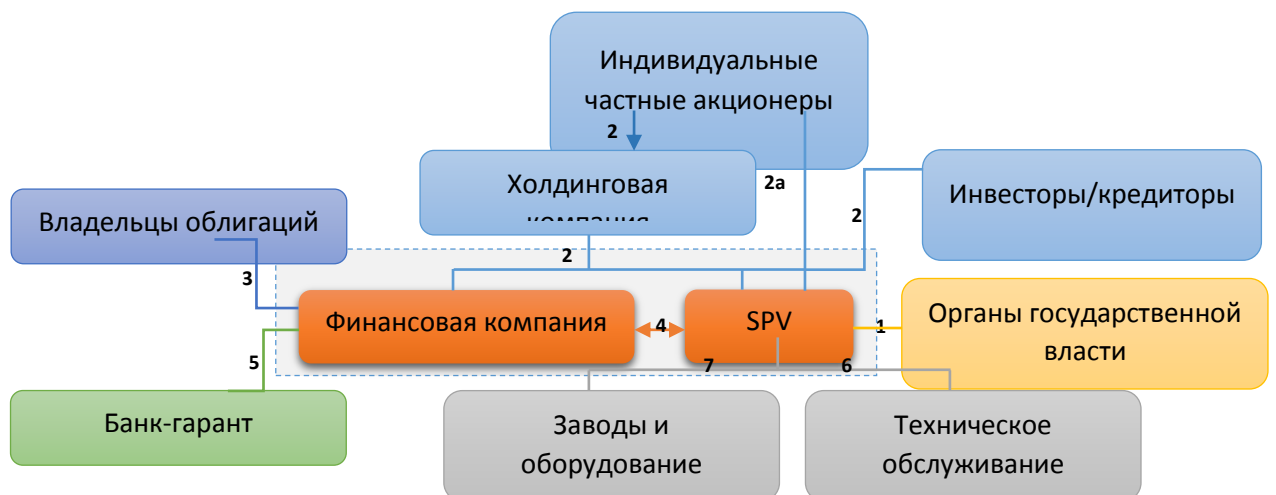 Индивидуальные
частные акционеры
2
Холдинговая
компания
2а
Инвесторы/кредиторы
2
Владельцы облигаций
2
3
Финансовая компания
4
SPV
1
Органы государственной
власти
5
7
6
Банк-гарант
Заводы и
оборудование
Техническое
обслуживание